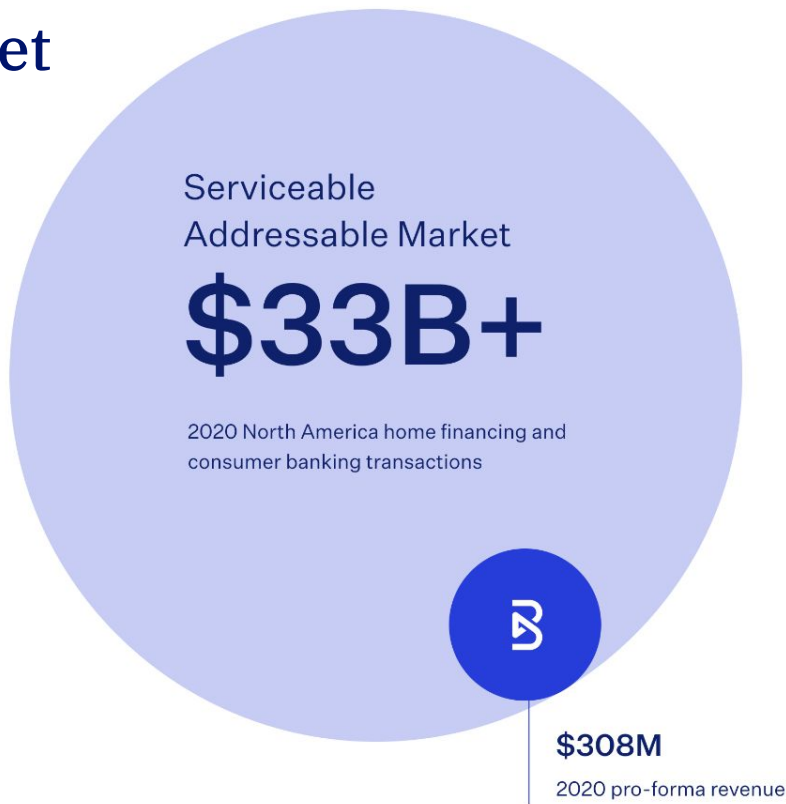 et
Serviceable
Addressable Market
$33B+
2020 North America home financing and
consumer banking transactions
$308M
2020 pro-forma revenue